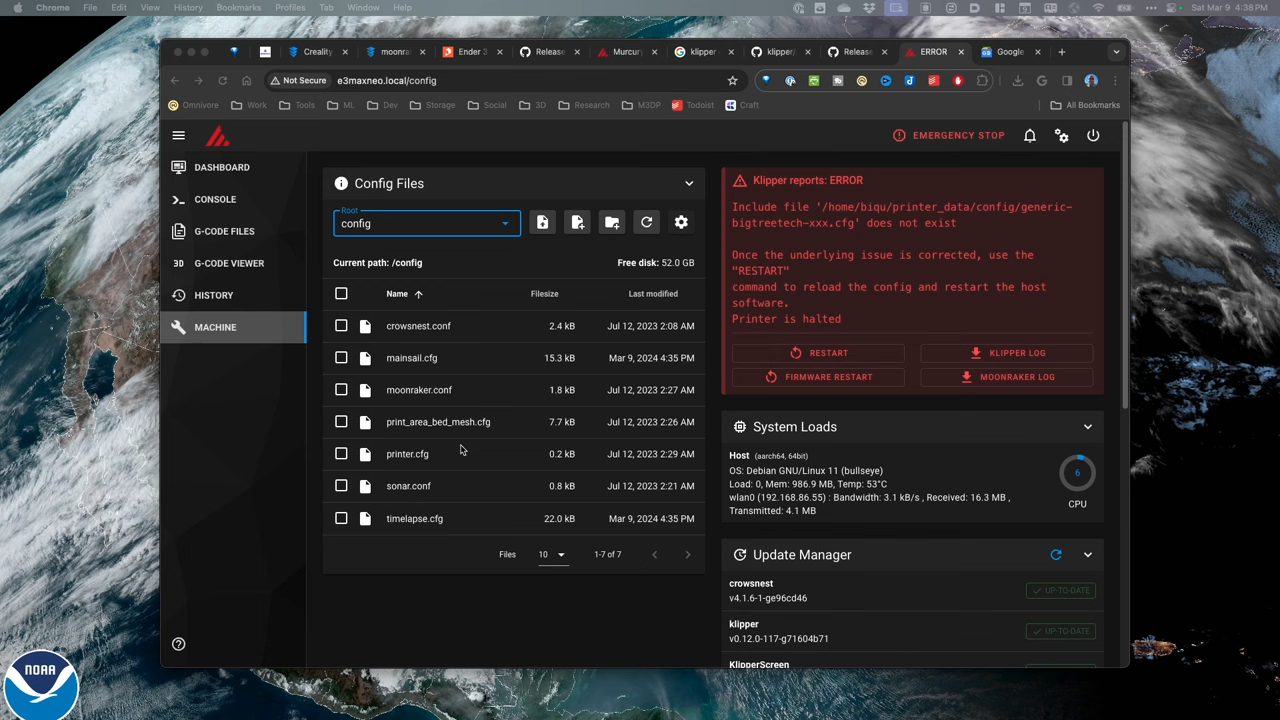 Chrome File Edit View History Bookmarks Profiles Tab Window Help Sat Mar 9 4:38 PM
Creality moonra Ender 3 Release Murcur klipper klipper/ Release ERROR Google
Not Secure e3maxneo.local/config
Omnivore Work Tools ML Dev Storage Social 3D Research M3DP Todoist Craft All Bookmarks
EMERGENCY STOP
DASHBOARD
CONSOLE
G-CODE FILES
3D G-CODE VIEWER
HISTORY
MACHINE
Config Files
Root
config
Current path: /config Free disk: 52.0 GB
Name Filesize Last modified
crowsnest.conf 2.4 kB Jul 12, 2023 2:08 AM
mainsail.cfg 15.3 kB Mar 9, 2024 4:35 PM
moonraker.conf 1.8 kB Jul 12, 2023 2:27 AM
print_area_bed_mesh.cfg 7.7 kB Jul 12, 2023 2:26 AM
printer.cfg 0.2 kB Jul 12, 2023 2:29 AM
sonar.conf 0.8 kB Jul 12, 2023 2:21 AM
timelapse.cfg 22.0 kB Mar 9, 2024 4:35 PM
Files 10 1-7 of 7
Klipper reports: ERROR
Include file '/home/biqu/printer_data/config/generic-
bigtreetech-xxx.cfg' does not exist
Once the underlying issue is corrected, use the
"RESTART"
command to reload the config and restart the host
software.
Printer is halted
RESTART KLIPPER LOG
FIRMWARE RESTART MOONRAKER LOG
System Loads
Host (aarch64, 64bit)
OS: Debian GNU/Linux 11 (bullseye)
Load: 0, Mem: 986.9 MB, Temp: 53°C
wlan0 (192.168.86.55) : Bandwidth: 3.1 kB/s , Received: 16.3 MB ,
Transmitted: 4.1 MB
6
CPU
Update Manager
crowsnest
v4.1.6-1-ge96cd46 UP-TO-DATE
klipper
v0.12.0-117-g71604b71 UP-TO-DATE
KlipperScreen
NOAA